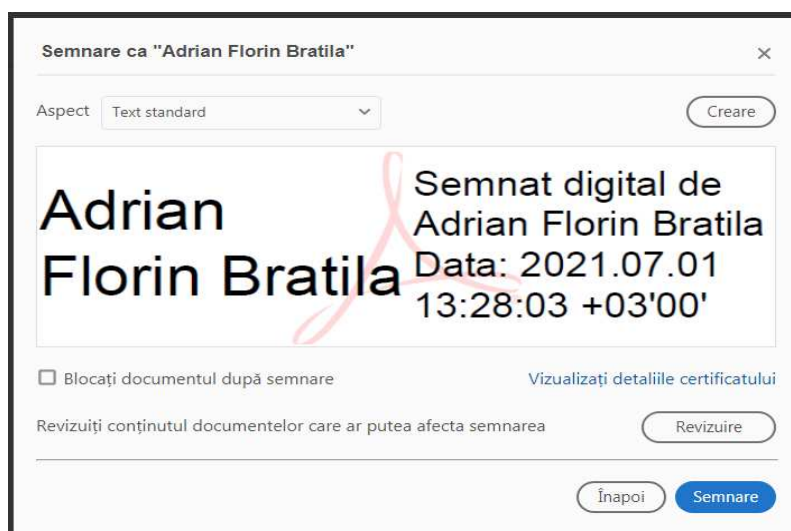 Semnare ca "Adrian Florin Bratila"
Aspect Text standard Creare
Adrian
Florin Bratila
Semnat digital de
Adrian Florin Bratila
Data: 2021.07.01
13:28:03 +03'00'
Blocați documentul după semnare Vizualizați detaliile certificatului
Revizuiți conținutul documentelor care ar putea afecta semnarea Revizuire
Înapoi Semnare